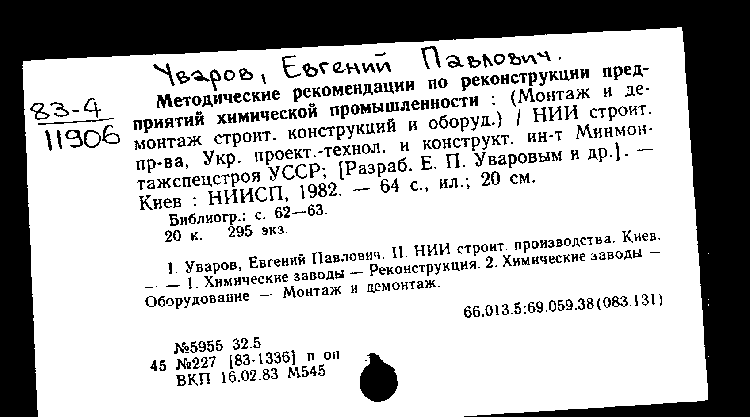 Уваров, Евгений Павлович.
83-4
11906
Методические рекомендации по реконструкции пред-
приятий химической промышленности : (Монтаж и де-
монтаж строит. конструкций и оборуд.) / НИИ строит.
пр-ва, Укр. проект.-технол. и конструкт. ин-т Минмон-
тажспецстроя УССР; [Разраб. Е. П. Уваровым и др.]. —
Киев : НИИСП, 1982. — 64 с., ил.; 20 см.
Библиогр.: с. 62—63.
20 к. 295 экз.
I. Уваров, Евгений Павлович. II. НИИ строит. производства. Киев.
— — 1. Химические заводы — Реконструкция. 2. Химические заводы —
Оборудование — Монтаж и демонтаж.
66.013.5:69.059.38(083.131)
№5955 32.5
45 №227 [83-1336] п оп
ВКП 16.02.83 М545